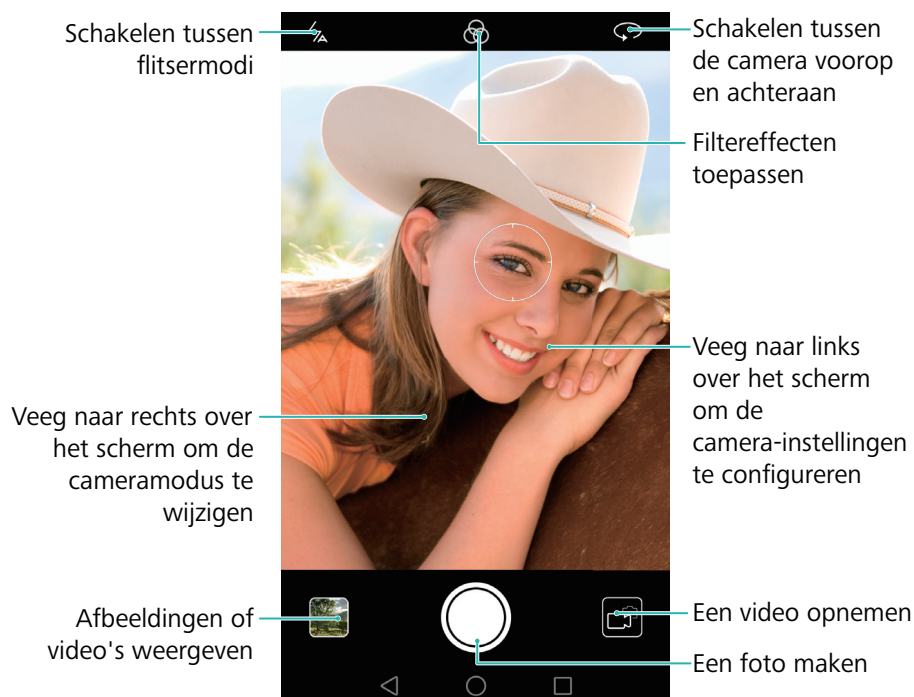 Schakelen tussen
flitsermodi
Schakelen tussen
de camera voorop
en achteraan
Filtereffecten
toepassen
Veeg naar links
over het scherm
om de
camera-instellingen
te configureren
Veeg naar rechts over
het scherm om de
cameramodus te
wijzigen
Afbeeldingen of
video's weergeven
Een video opnemen
Een foto maken